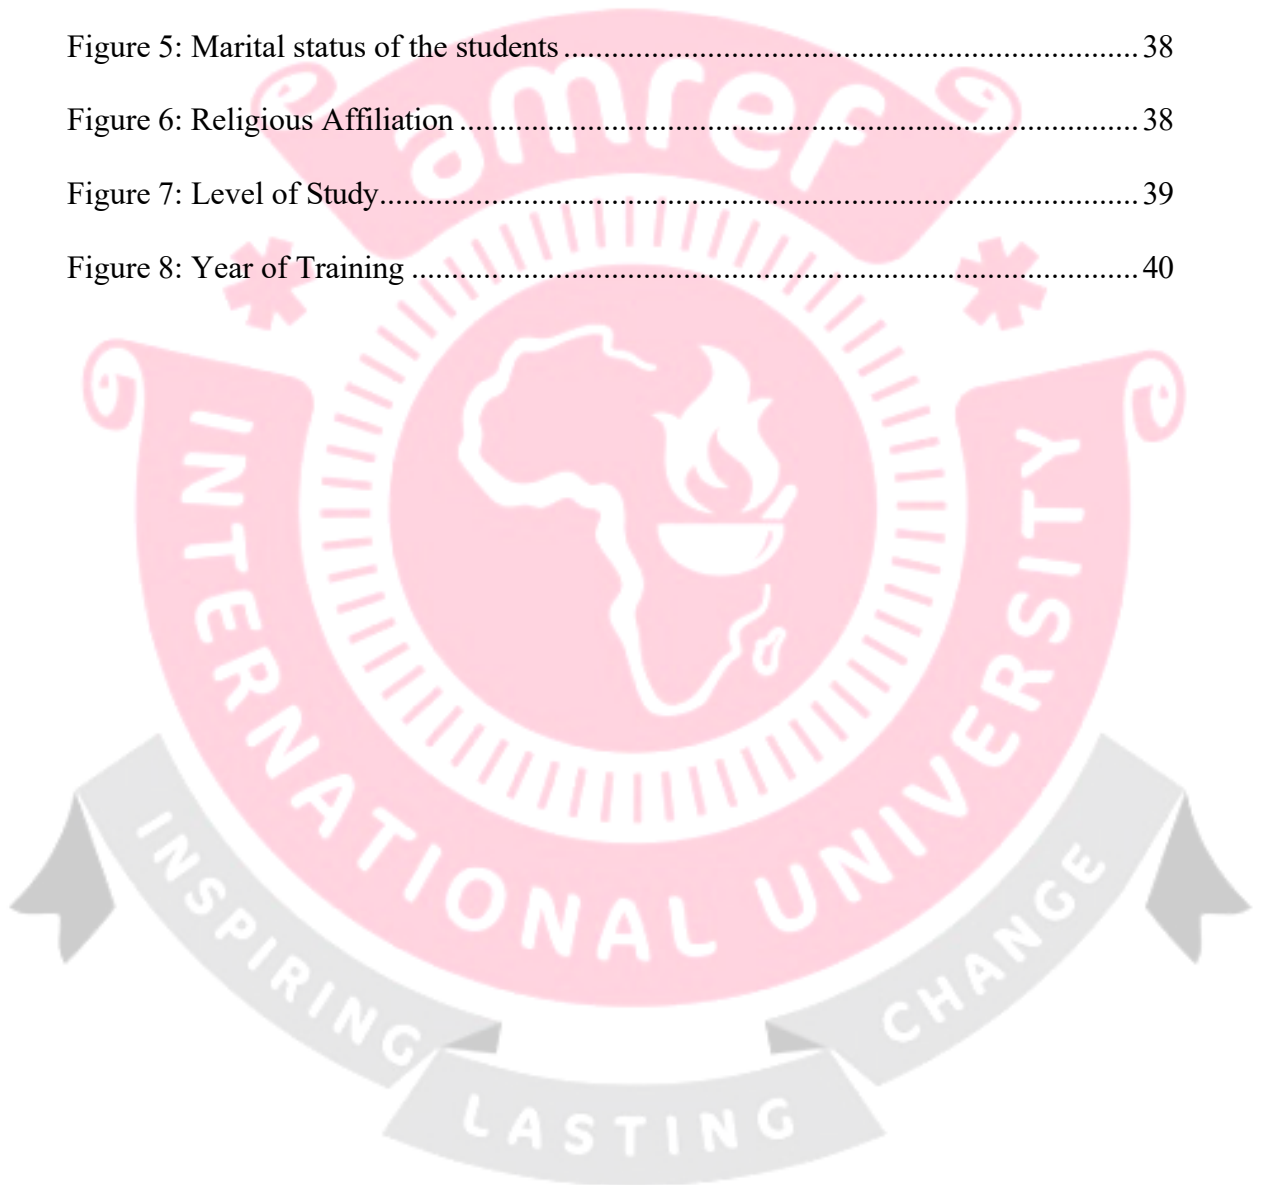 Figure 5: Marital status of the students.......................................................................38
Figure 6: Religious Affiliation....................................................................................38
Figure 7: Level of Study..............................................................................................39
Figure 8: Year of Training..........................................................................................40
amref
INTERNATIONAL UNIVERSITY
INSPIRING
LASTING
CHANGE